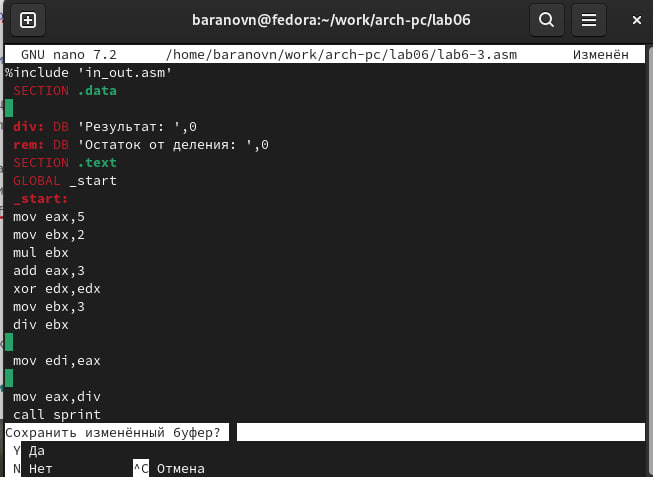 baranovn@fedora:~/work/arch-pc/lab06
GNU nano 7.2 /home/baranovn/work/arch-pc/lab06/lab6-3.asm Изменён
%include 'in_out.asm'
SECTION .data
div: DB 'Результат: ',0
rem: DB 'Остаток от деления: ',0
SECTION .text
GLOBAL _start
_start:
mov eax,5
mov ebx,2
mul ebx
add eax,3
xor edx,edx
mov ebx,3
div ebx
mov edi,eax
mov eax,div
call sprint
Сохранить изменённый буфер?
Y Да
N Нет ^C Отмена